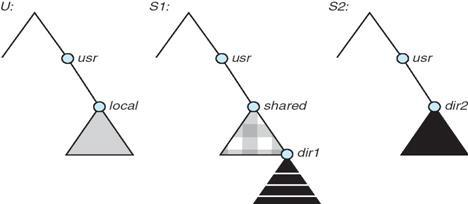 U: S1: S2:
usr usr usr
local shared dir2
dir1